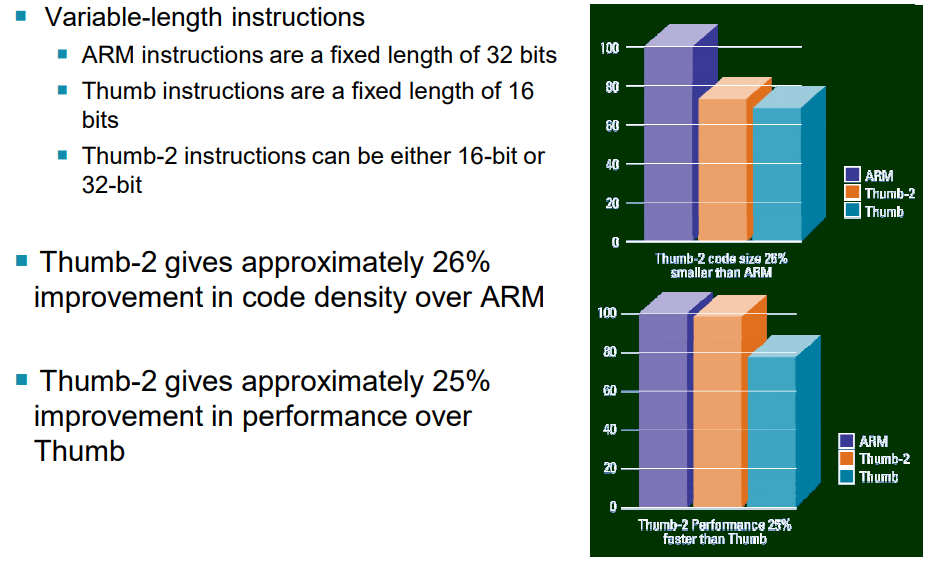 Variable-length instructions
ARM instructions are a fixed length of 32 bits
Thumb instructions are a fixed length of 16
bits
Thumb-2 instructions can be either 16-bit or
32-bit
Thumb-2 gives approximately 26%
improvement in code density over ARM
Thumb-2 gives approximately 25%
improvement in performance over
Thumb
100
80
60
40
20
0
ARM
Thumb-2
Thumb
Thumb-2 code size 26%
smaller than ARM
100
80
60
40
20
0
ARM
Thumb-2
Thumb
Thumb-2 Performance 25%
faster than Thumb